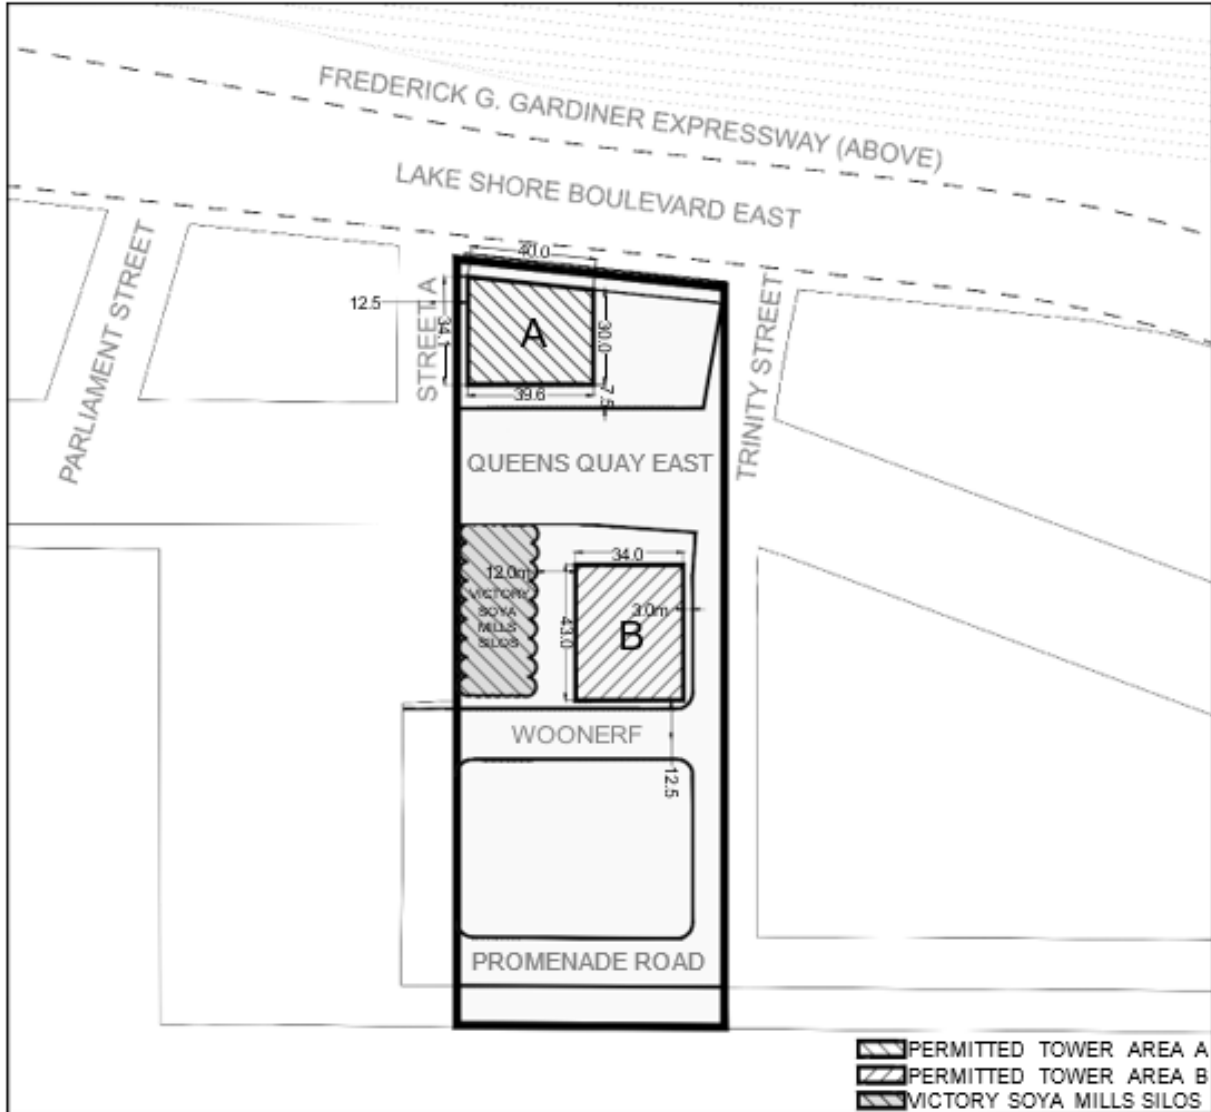 FREDERICK G. GARDINER EXPRESSWAY (ABOVE)
LAKE SHORE BOULEVARD EAST
PARLIAMENT STREET
STREET A
TRINITY STREET
40.0
12.5
34.1
A
30.0
39.6
7.5
QUEENS QUAY EAST
34.0
12.0m
VICTORY
SOYA
MILLS
SILOS
3.0m
43.0
B
WOONERF
12.5
PROMENADE ROAD
PERMITTED TOWER AREA A
PERMITTED TOWER AREA B
VICTORY SOYA MILLS SILOS